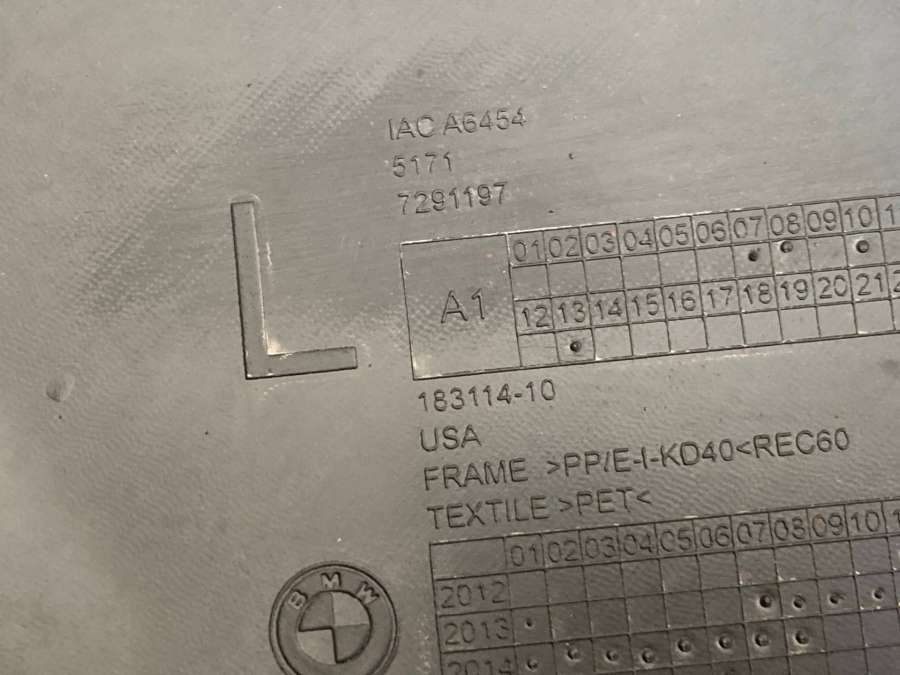 IAC A6454
5171
7291197
L
01 02 03 04 05 06 07 08 09 10
A1
12 13 14 15 16 17 18 19 20 21
183114-10
USA
FRAME >PP/E-I-KD40<REC60
TEXTILE >PET<
01 02 03 04 05 06 07 08 09 10
2012
2013
2014
BMW